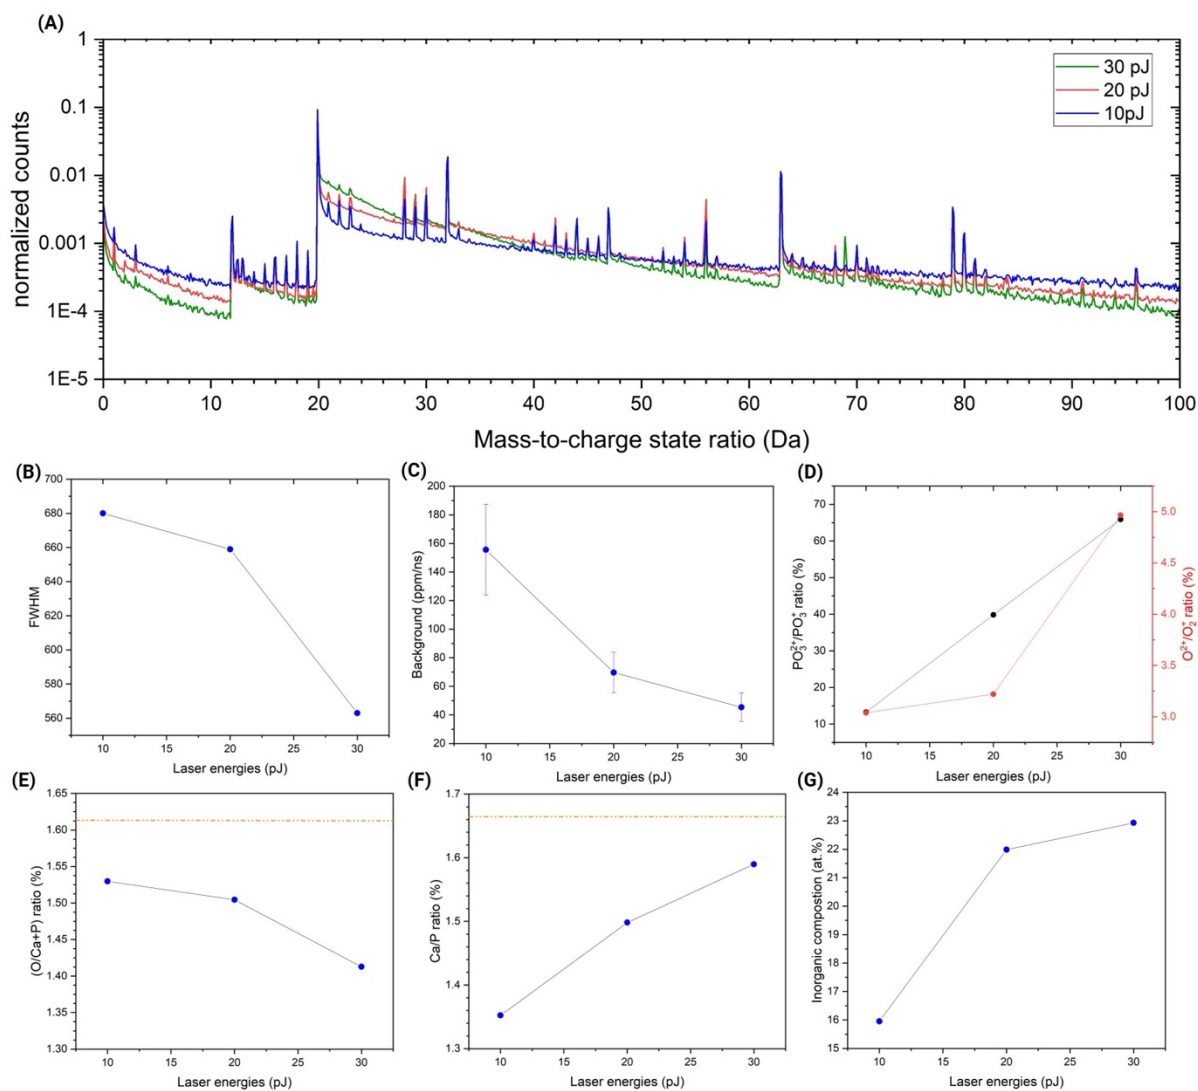 (A)
1
0.1
0.01
0.001
1E-4
1E-5
normalized counts
30 pJ
20 pJ
10pJ
0 10 20 30 40 50 60 70 80 90 100
Mass-to-charge state ratio (Da)
(B)
700
680
660
640
620
600
580
560
FWHM
10 15 20 25 30
Laser energies (pJ)
(C)
200
180
160
140
120
100
80
60
40
20
Background (ppm/ns)
10 15 20 25 30
Laser energies (pJ)
(D)
70
60
50
40
30
20
10
PO₃²⁺/PO₃⁺ ratio (%)
5.0
4.5
4.0
3.5
3.0
O²⁺/O₂⁺ ratio (%)
10 15 20 25 30
Laser energies (pJ)
(E)
1.65
1.60
1.55
1.50
1.45
1.40
1.35
1.30
(O/Ca+P) ratio (%)
10 15 20 25 30
Laser energies (pJ)
(F)
1.7
1.6
1.5
1.4
1.3
Ca/P ratio (%)
10 15 20 25 30
Laser energies (pJ)
(G)
24
23
22
21
20
19
18
17
16
15
Inorganic compostion (at.%)
10 15 20 25 30
Laser energies (pJ)